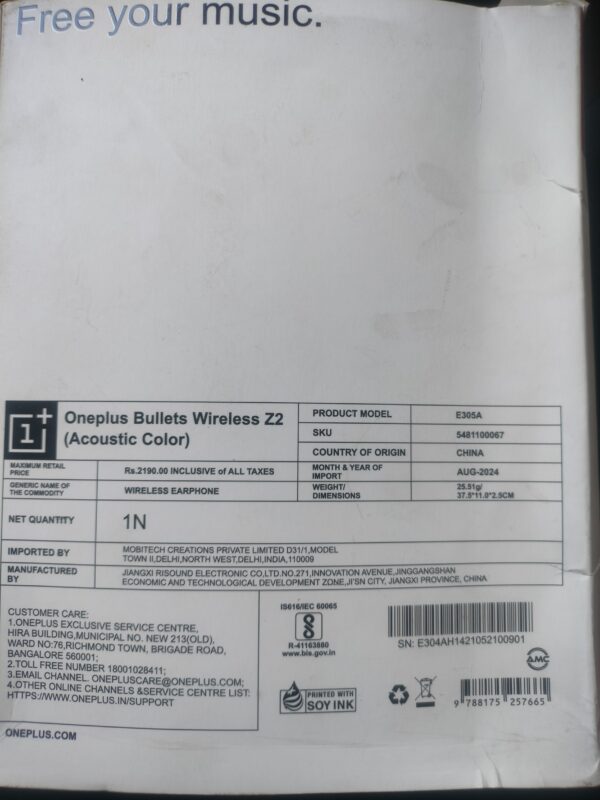 Free your music.
Oneplus Bullets Wireless Z2
(Acoustic Color)
PRODUCT MODEL E305A
SKU 5481100067
COUNTRY OF ORIGIN CHINA
MAXIMUM RETAIL
PRICE
Rs.2190.00 INCLUSIVE of ALL TAXES
MONTH & YEAR OF
IMPORT
AUG-2024
GENERIC NAME OF
THE COMMODITY
WIRELESS EARPHONE
WEIGHT/
DIMENSIONS
25.51g/
37.5*11.0*2.5CM
NET QUANTITY 1N
IMPORTED BY
MOBITECH CREATIONS PRIVATE LIMITED D31/1,MODEL
TOWN II,DELHI,NORTH WEST,DELHI,INDIA,110009
MANUFACTURED
BY
JIANGXI RISOUND ELECTRONIC CO,LTD.NO.271,INNOVATION AVENUE,JINGGANGSHAN
ECONOMIC AND TECHNOLOGICAL DEVELOPMENT ZONE,JI'SN CITY, JIANGXI PROVINCE, CHINA
CUSTOMER CARE:
1.ONEPLUS EXCLUSIVE SERVICE CENTRE,
HIRA BUILDING,MUNICIPAL NO. NEW 213(OLD),
WARD NO:76,RICHMOND TOWN, BRIGADE ROAD,
BANGALORE 560001;
2.TOLL FREE NUMBER 18001028411;
3.EMAIL CHANNEL. ONEPLUSCARE@ONEPLUS.COM;
4.OTHER ONLINE CHANNELS &SERVICE CENTRE LIST:
HTTPS://WWW.ONEPLUS.IN/SUPPORT
IS616/IEC 60065
R-41163860
www.bis.gov.in
PRINTED WITH
SOY INK
SN: E304AH1421052100901
AMC
9 788175 257665
ONEPLUS.COM